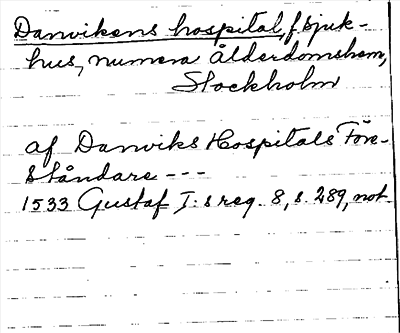 Danvikens hospital, f. sjuk-
hus, numera ålderdomshem,
Stockholm
af Danviks Hospitals Före-
ståndare ---
1533 Gustaf I:s reg. 8, s. 289, not.